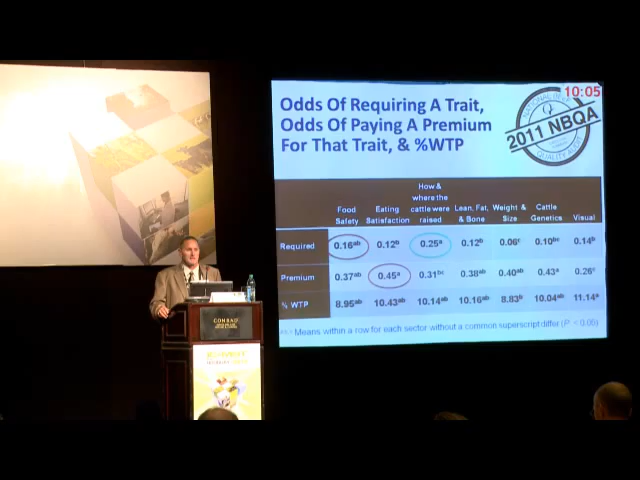 10:05
Odds Of Requiring A Trait,
Odds Of Paying A Premium
For That Trait, & %WTP
2011 NBQA
QUALITY AUDIT
Food Safety
Eating Satisfaction
How & where the cattle were raised
Lean, Fat, & Bone
Weight & Size
Cattle Genetics
Visual
Required 0.16ab 0.12b 0.25a 0.12b 0.06c 0.10bc 0.14b
Premium 0.37ab 0.45a 0.31bc 0.38ab 0.40ab 0.43a 0.26c
% WTP 8.95ab 10.43ab 10.14ab 10.16ab 8.83b 10.04ab 11.14a
Means within a row for each sector without a common superscript differ (P < 0.05)
CONRAD